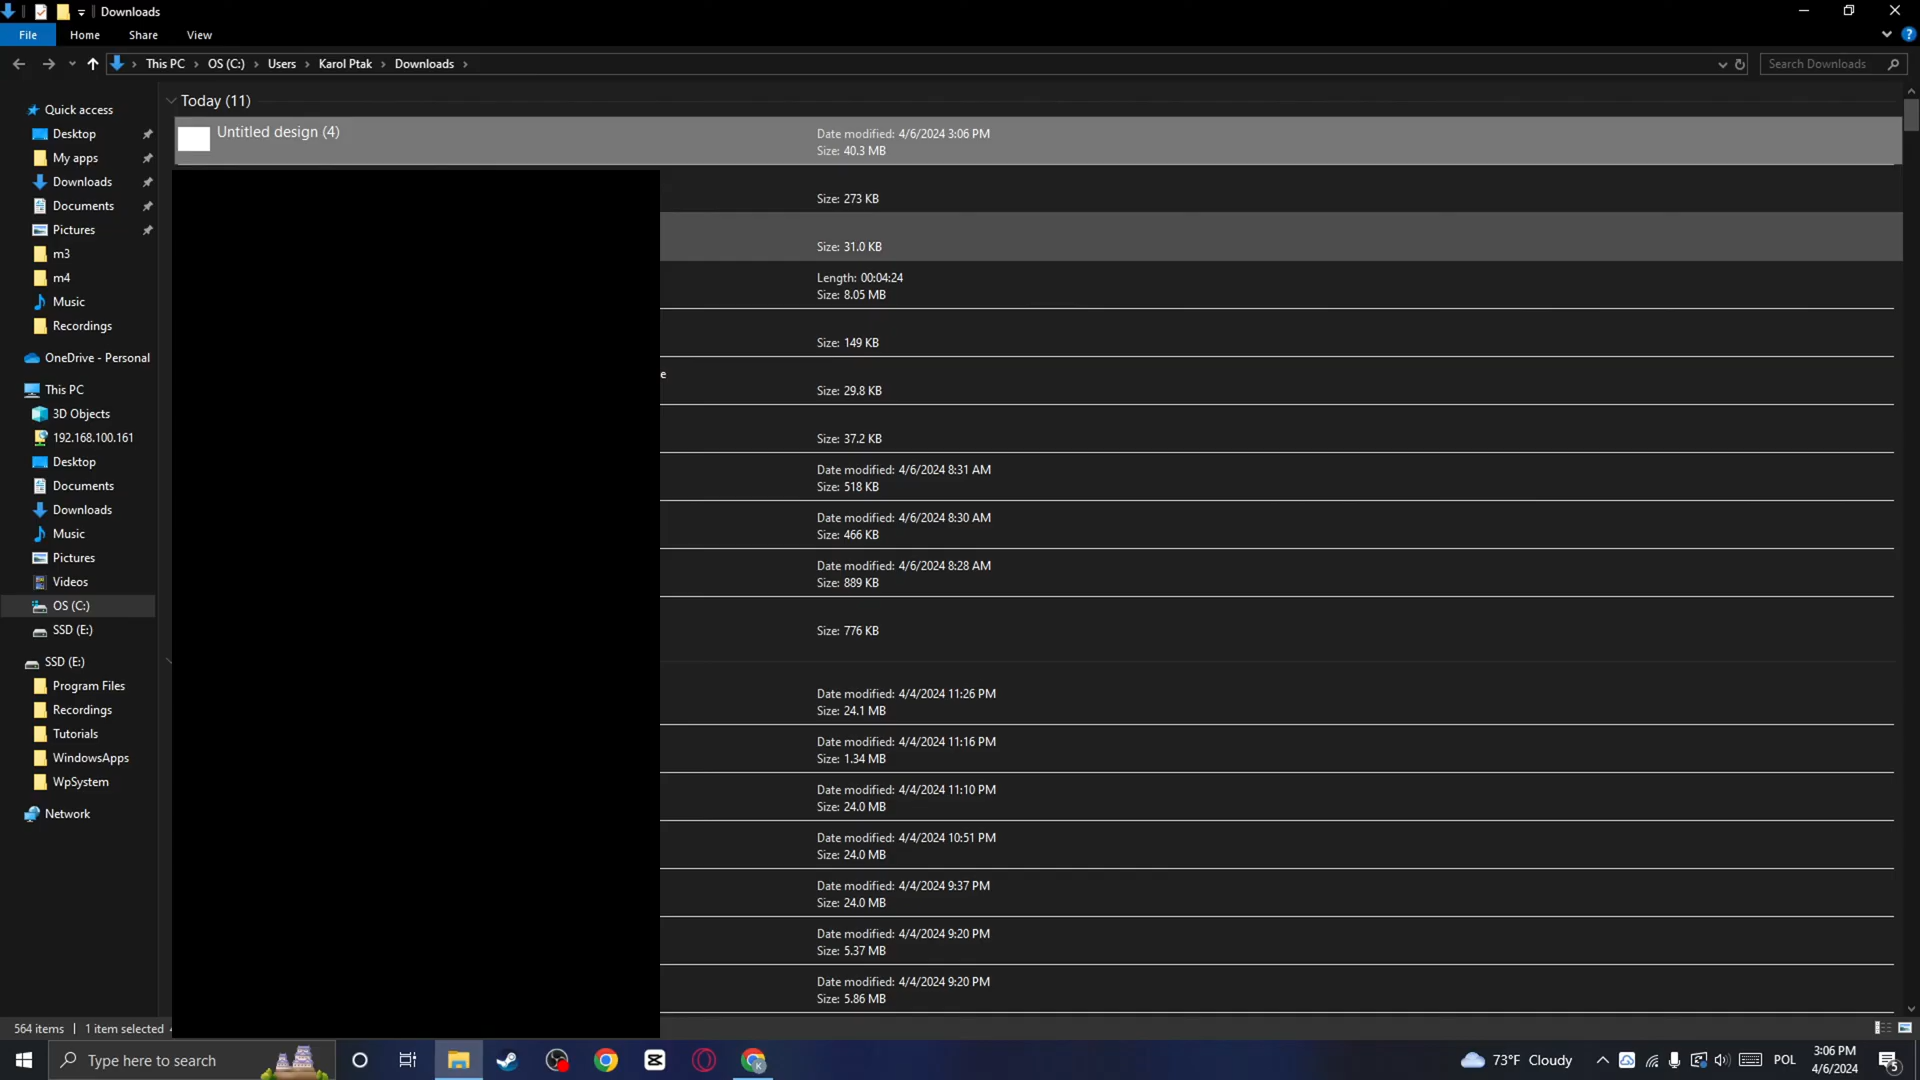 Downloads
File Home Share View
This PC OS (C:) Users Karol Ptak Downloads
Search Downloads
Quick access
Desktop
My apps
Downloads
Documents
Pictures
m3
m4
Music
Recordings
OneDrive - Personal
This PC
3D Objects
192.168.100.161
Desktop
Documents
Downloads
Music
Pictures
Videos
OS (C:)
SSD (E:)
SSD (E:)
Program Files
Recordings
Tutorials
WindowsApps
WpSystem
Network
Today (11)
Untitled design (4)
Date modified: 4/6/2024 3:06 PM
Size: 40.3 MB
Size: 273 KB
Size: 31.0 KB
Length: 00:04:24
Size: 8.05 MB
Size: 149 KB
e
Size: 29.8 KB
Size: 37.2 KB
Date modified: 4/6/2024 8:31 AM
Size: 518 KB
Date modified: 4/6/2024 8:30 AM
Size: 466 KB
Date modified: 4/6/2024 8:28 AM
Size: 889 KB
Size: 776 KB
Date modified: 4/4/2024 11:26 PM
Size: 24.1 MB
Date modified: 4/4/2024 11:16 PM
Size: 1.34 MB
Date modified: 4/4/2024 11:10 PM
Size: 24.0 MB
Date modified: 4/4/2024 10:51 PM
Size: 24.0 MB
Date modified: 4/4/2024 9:37 PM
Size: 24.0 MB
Date modified: 4/4/2024 9:20 PM
Size: 5.37 MB
Date modified: 4/4/2024 9:20 PM
Size: 5.86 MB
564 items 1 item selected
Type here to search
73°F Cloudy
POL
3:06 PM
4/6/2024
5